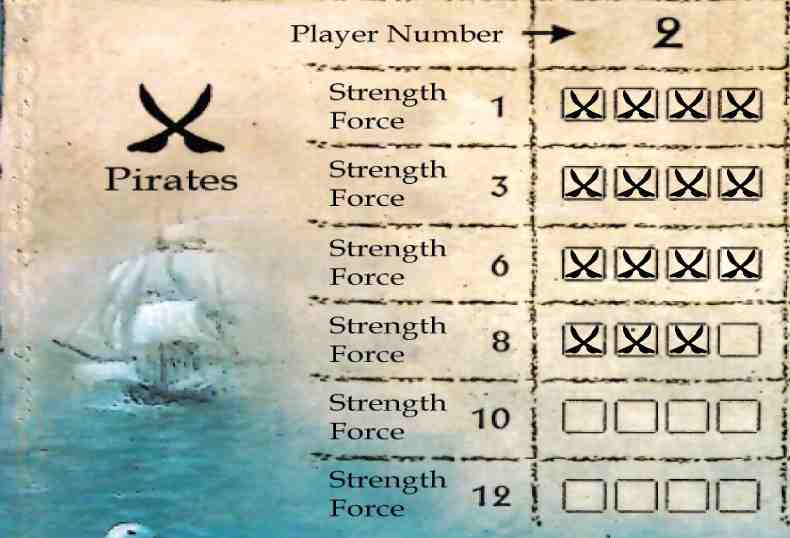 Player Number → 2
Strength
Force 1
Pirates
Strength
Force 3
Strength
Force 6
Strength
Force 8
Strength
Force 10
Strength
Force 12